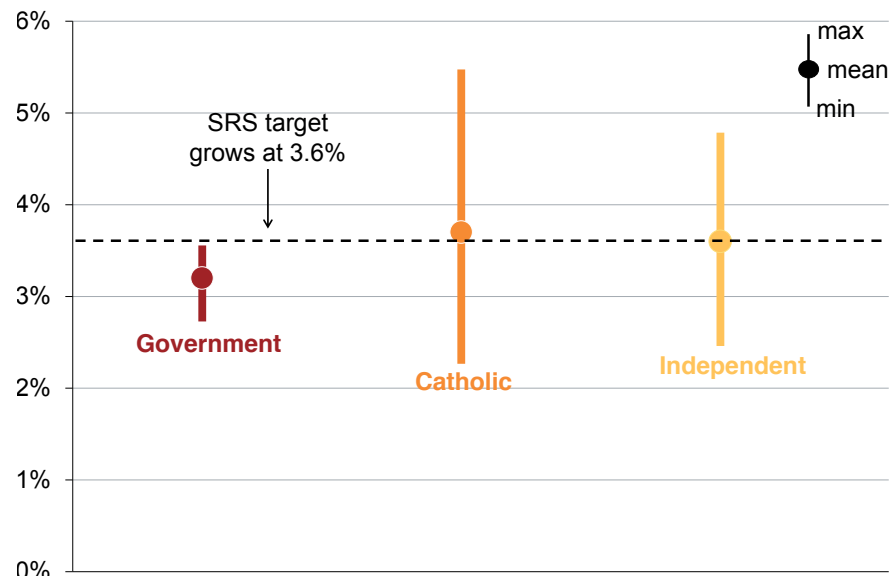 6%
max
mean
min
5%
SRS target
grows at 3.6%
4%
3%
Government
Independent
Catholic
2%
1%
0%